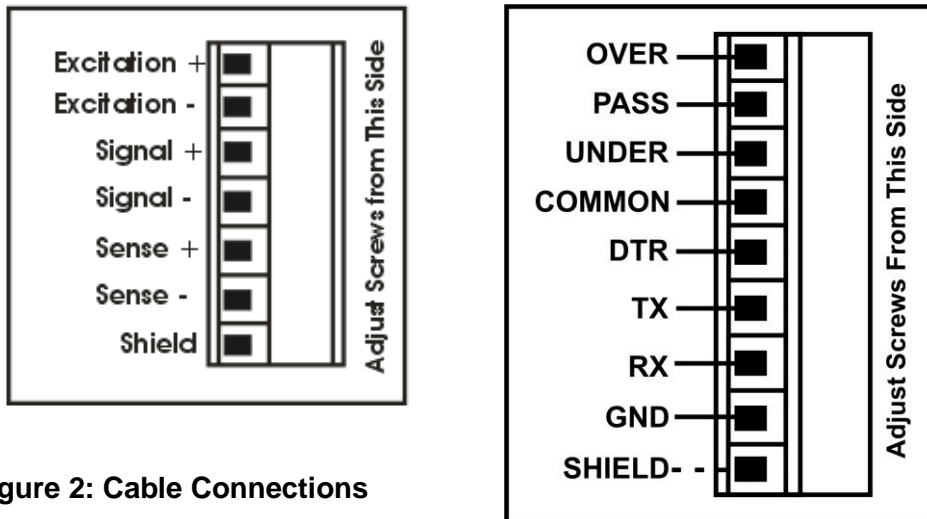 Excitation +
Excitation -
Signal +
Signal -
Sense +
Sense -
Shield
Adjust Screws from This Side
OVER
PASS
UNDER
COMMON
DTR
TX
RX
GND
SHIELD- -
Adjust Screws From This Side
gure 2: Cable Connections